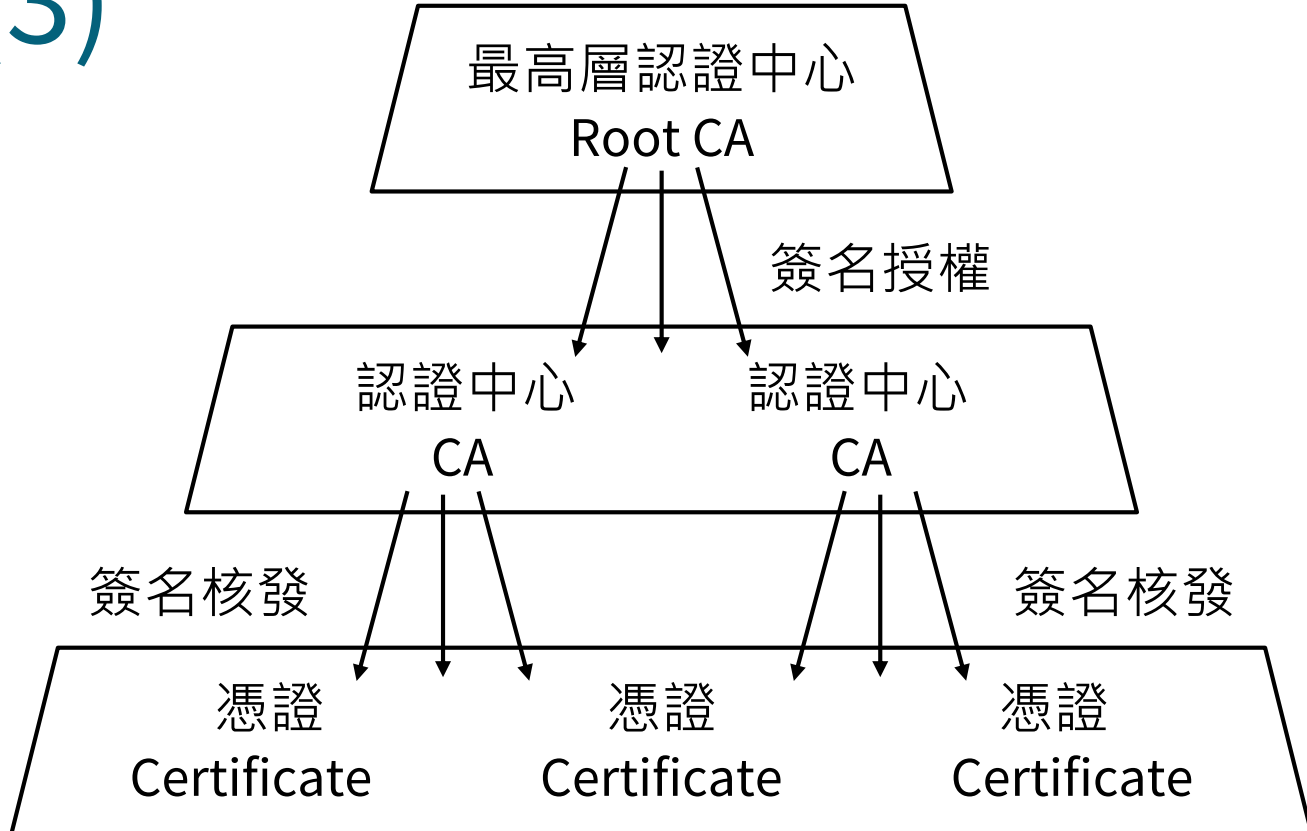 3)
最高層認證中心
Root CA
簽名授權
認證中心 認證中心
CA CA
簽名核發 簽名核發
憑證 憑證 憑證
Certificate Certificate Certificate